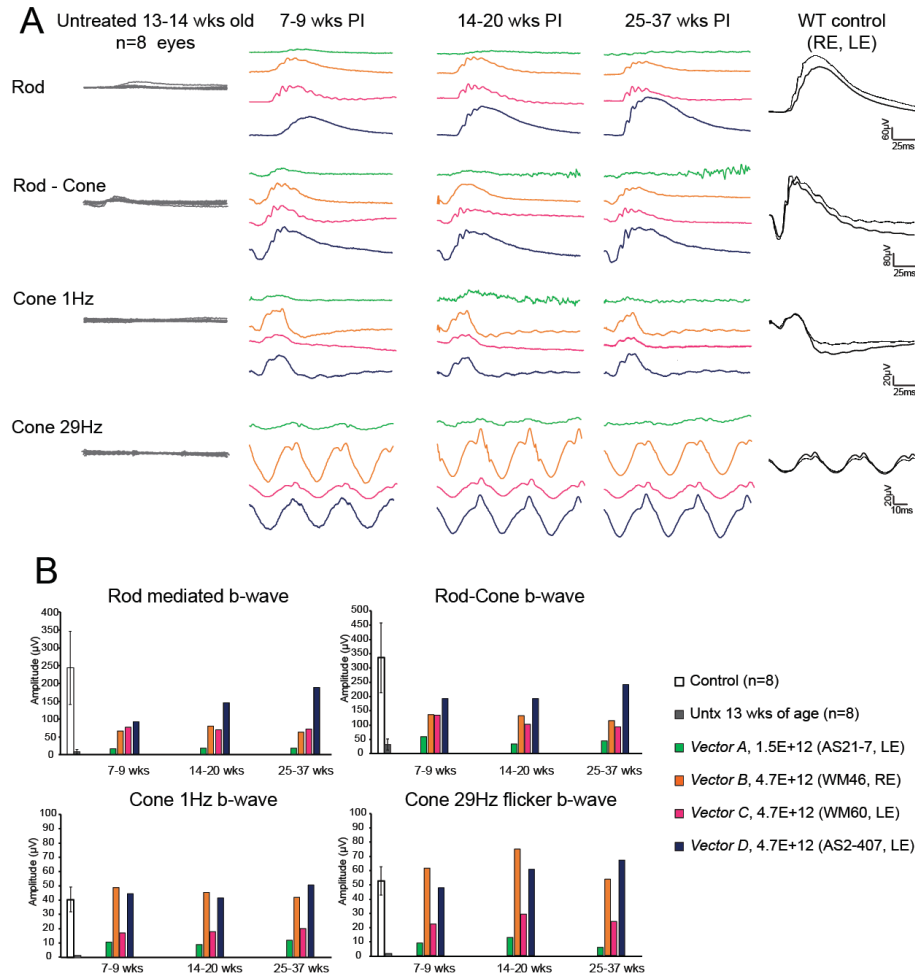 A
Untreated 13-14 wks old
n=8 eyes
7-9 wks PI
14-20 wks PI
25-37 wks PI
WT control
(RE, LE)
Rod
60µV
25ms
Rod - Cone
80µV
25ms
Cone 1Hz
20µV
25ms
Cone 29Hz
20µV
10ms
B
Rod mediated b-wave
Amplitude (µV)
400
350
300
250
200
150
100
50
0
7-9 wks
14-20 wks
25-37 wks
Rod-Cone b-wave
Amplitude (µV)
500
450
400
350
300
250
200
150
100
50
0
7-9 wks
14-20 wks
25-37 wks
Cone 1Hz b-wave
Amplitude (µV)
100
90
80
70
60
50
40
30
20
10
0
7-9 wks
14-20 wks
25-37 wks
Cone 29Hz flicker b-wave
Amplitude (µV)
100
90
80
70
60
50
40
30
20
10
0
7-9 wks
14-20 wks
25-37 wks
Control (n=8)
Untx 13 wks of age (n=8)
Vector A, 1.5E+12 (AS21-7, LE)
Vector B, 4.7E+12 (WM46, RE)
Vector C, 4.7E+12 (WM60, LE)
Vector D, 4.7E+12 (AS2-407, LE)